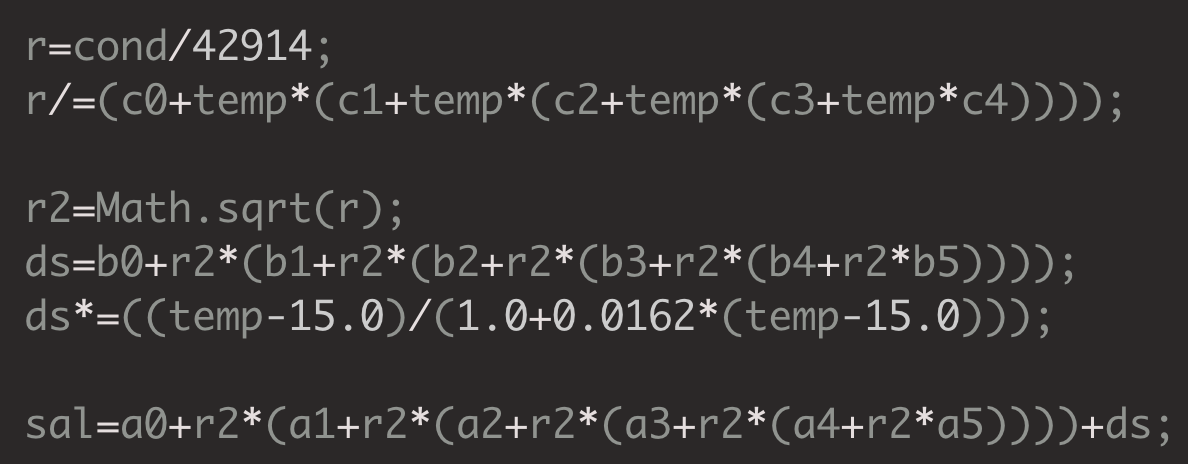 r=cond/42914;
r/=(c0+temp*(c1+temp*(c2+temp*(c3+temp*c4))));
r2=Math.sqrt(r);
ds=b0+r2*(b1+r2*(b2+r2*(b3+r2*(b4+r2*b5))));
ds*=((temp-15.0)/(1.0+0.0162*(temp-15.0)));
sal=a0+r2*(a1+r2*(a2+r2*(a3+r2*(a4+r2*a5))))+ds;